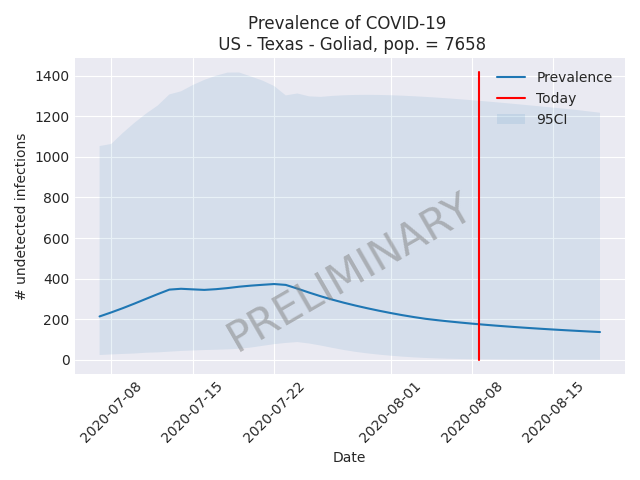 Prevalence of COVID-19
US - Texas - Goliad, pop. = 7658
# undetected infections
1400
1200
1000
800
600
400
200
0
Prevalence
Today
95CI
PRELIMINARY
2020-07-08
2020-07-15
2020-07-22
2020-08-01
2020-08-08
2020-08-15
Date